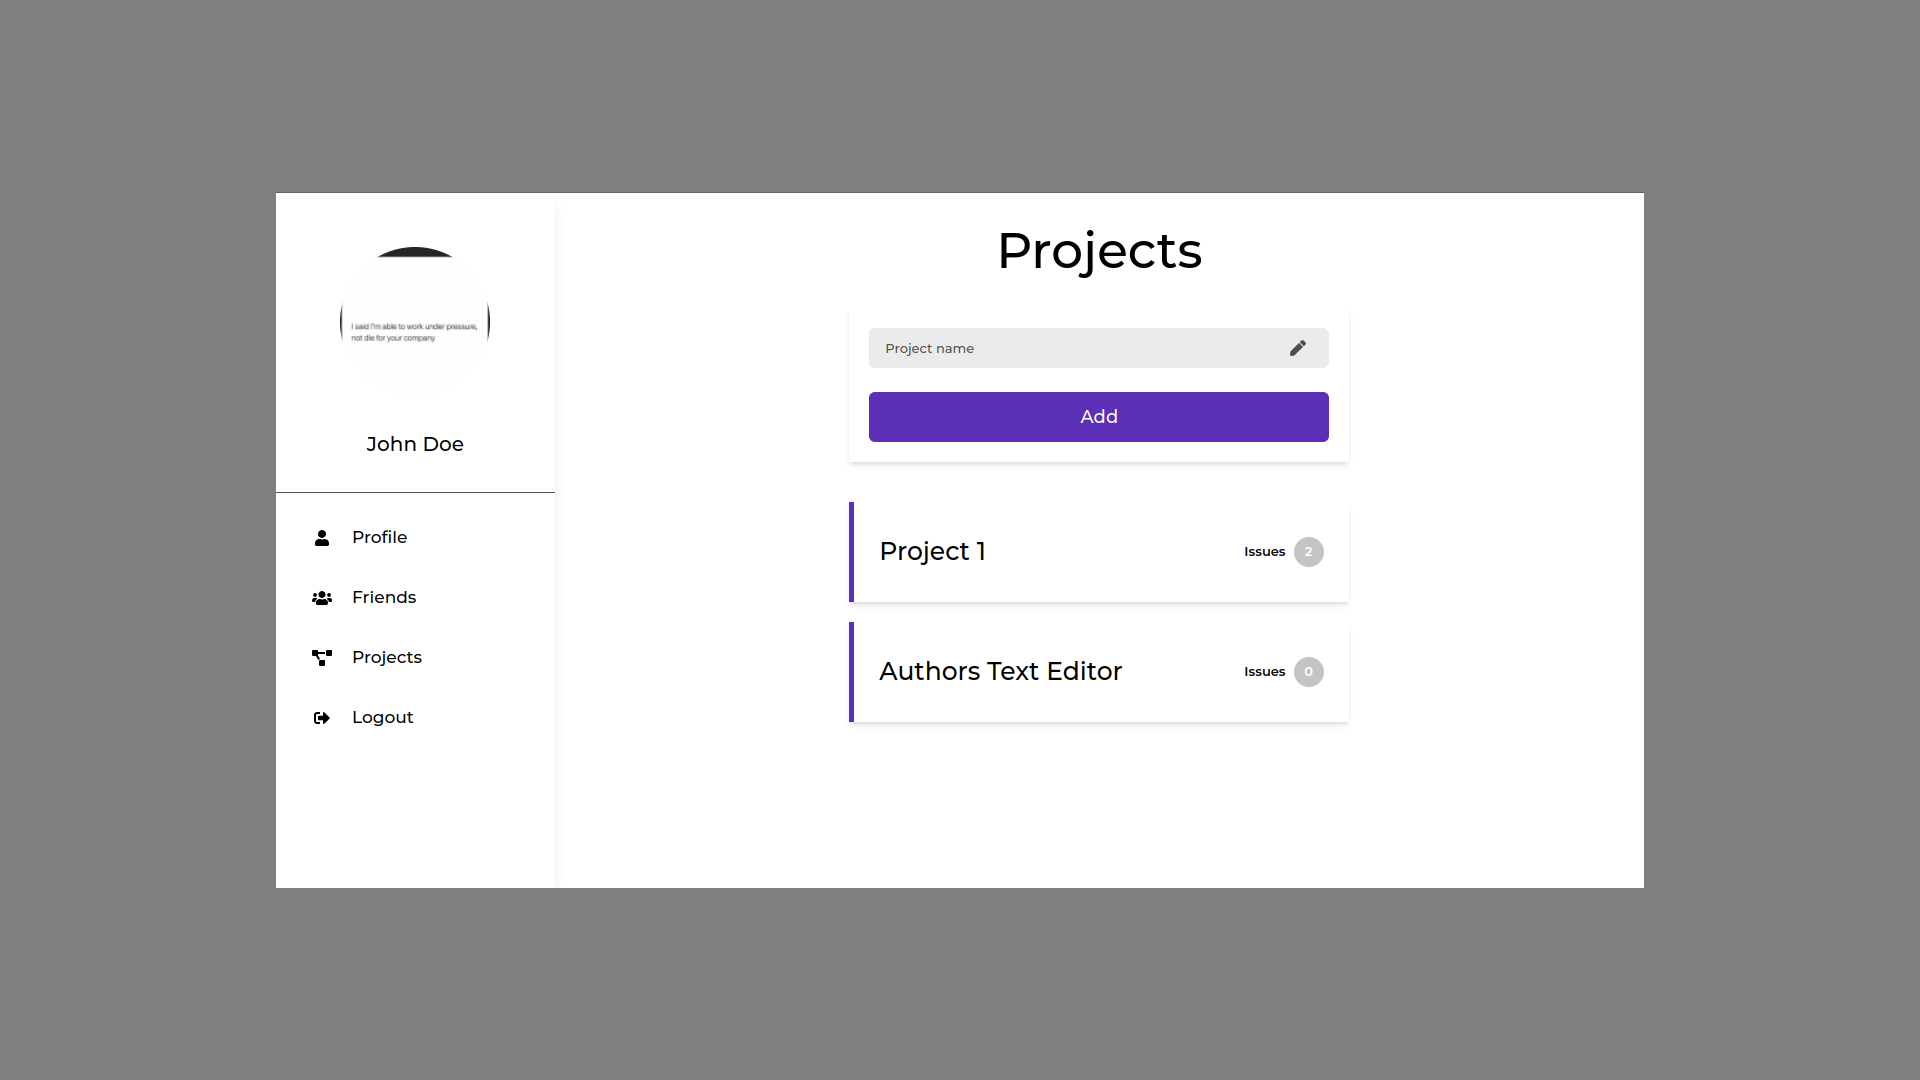 I said I'm able to work under pressure,
not die for your company
John Doe
Profile
Friends
Projects
Logout
Projects
Project name
Add
Project 1
Issues 2
Authors Text Editor
Issues 0